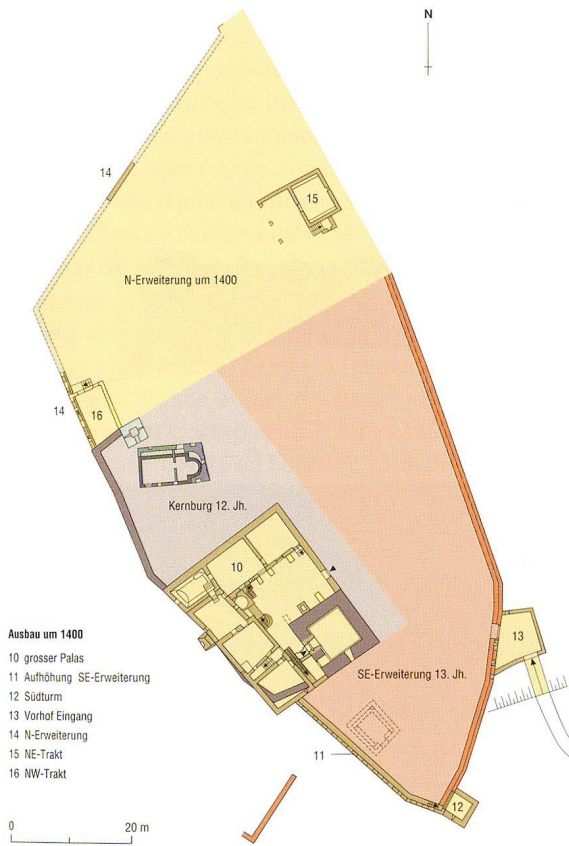 N
14
15
N-Erweiterung um 1400
14
16
Kernburg 12. Jh.
10
13
SE-Erweiterung 13. Jh.
11
12
Ausbau um 1400
10 grosser Palas
11 Aufhöhung SE-Erweiterung
12 Südturm
13 Vorhof Eingang
14 N-Erweiterung
15 NE-Trakt
16 NW-Trakt
0 20 m